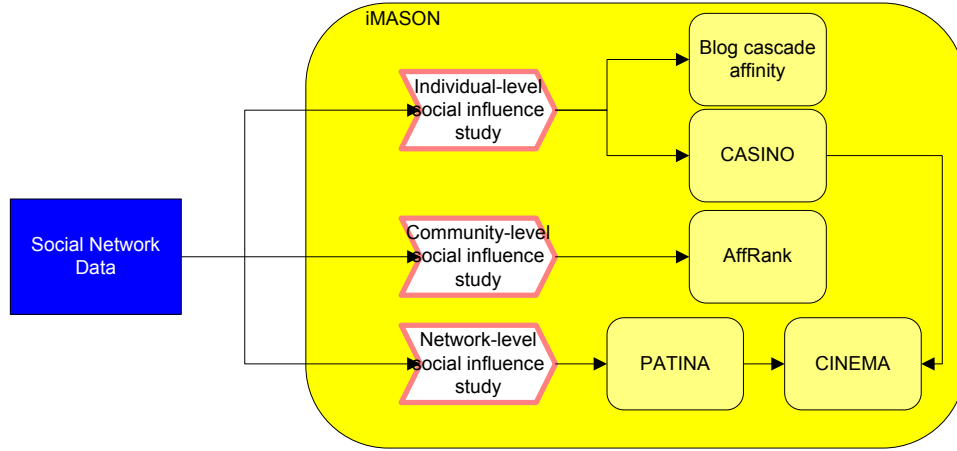 iMASON
Blog cascade
affinity
Individual-level
social influence
study
CASINO
Social Network
Data
Community-level
social influence
study
AffRank
Network-level
social influence
study
PATINA
CINEMA